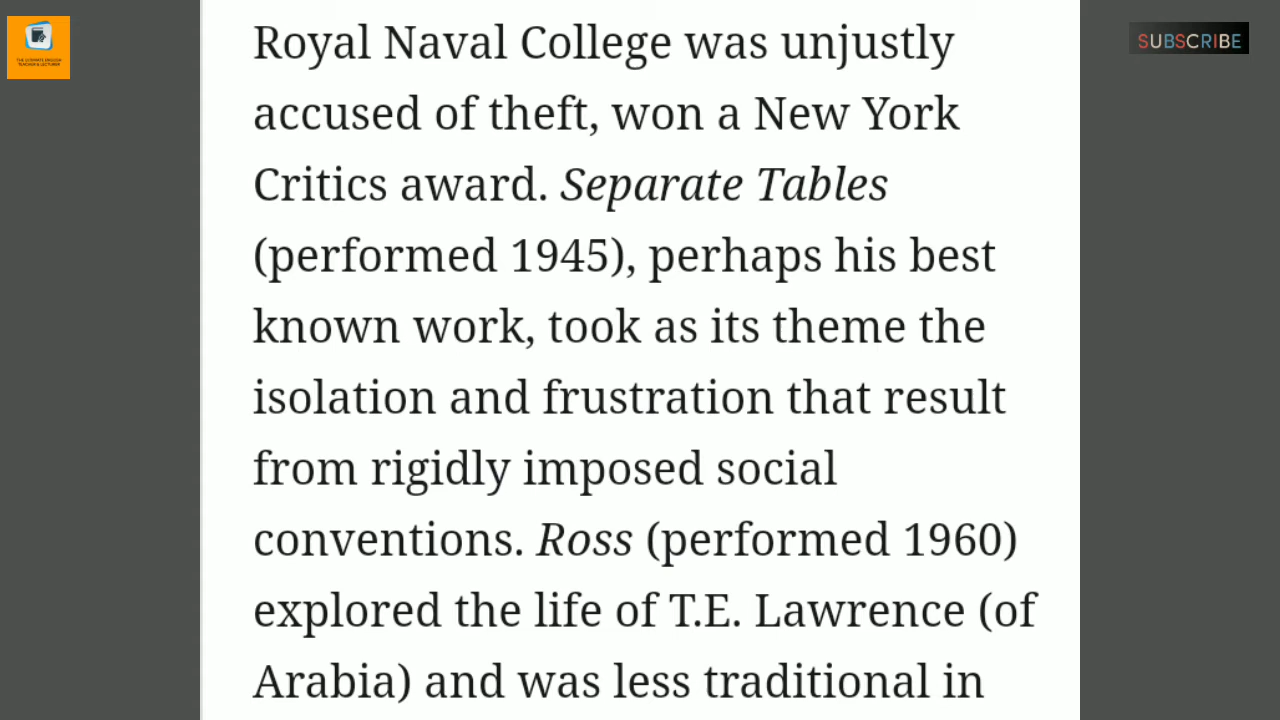 Royal Naval College was unjustly
accused of theft, won a New York
Critics award. Separate Tables
(performed 1945), perhaps his best
known work, took as its theme the
isolation and frustration that result
from rigidly imposed social
conventions. Ross (performed 1960)
explored the life of T.E. Lawrence (of
Arabia) and was less traditional in
SUBSCRIBE